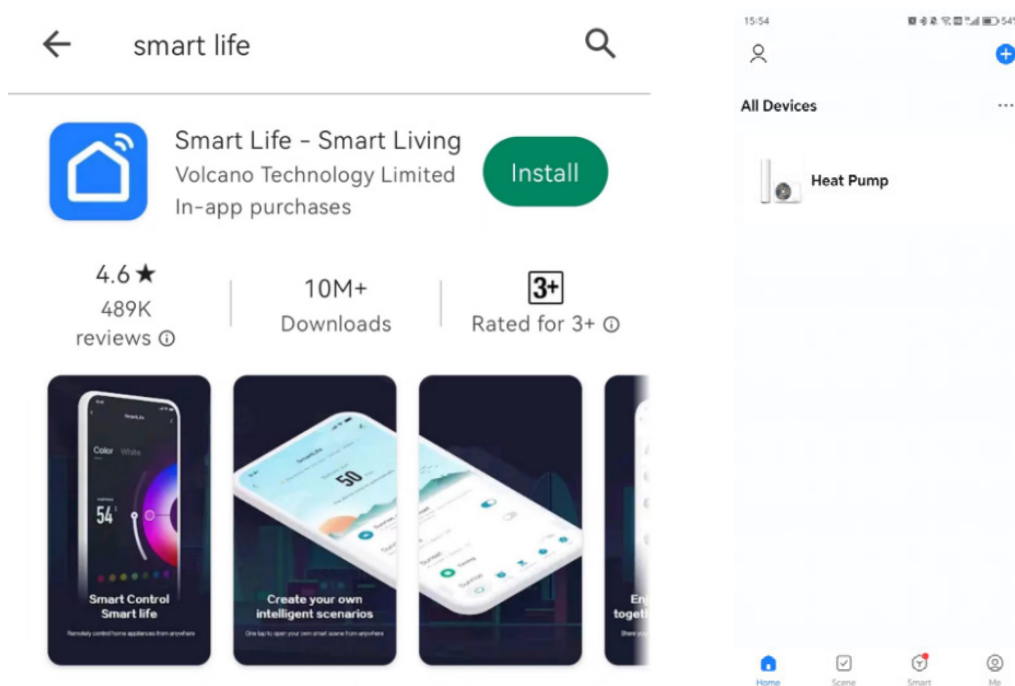 smart life
Smart Life - Smart Living
Volcano Technology Limited
In-app purchases
Install
4.6★
489K
reviews
10M+
Downloads
3+
Rated for 3+
Color White
54
Smart Control
Smart life
Remotely control home appliances from anywhere
50
Sunset
Sunrise
Create your own
intelligent scenarios
One tap to open your own smart scene from anywhere
15:54
54%
All Devices
Heat Pump
Home
Scene
Smart
Me